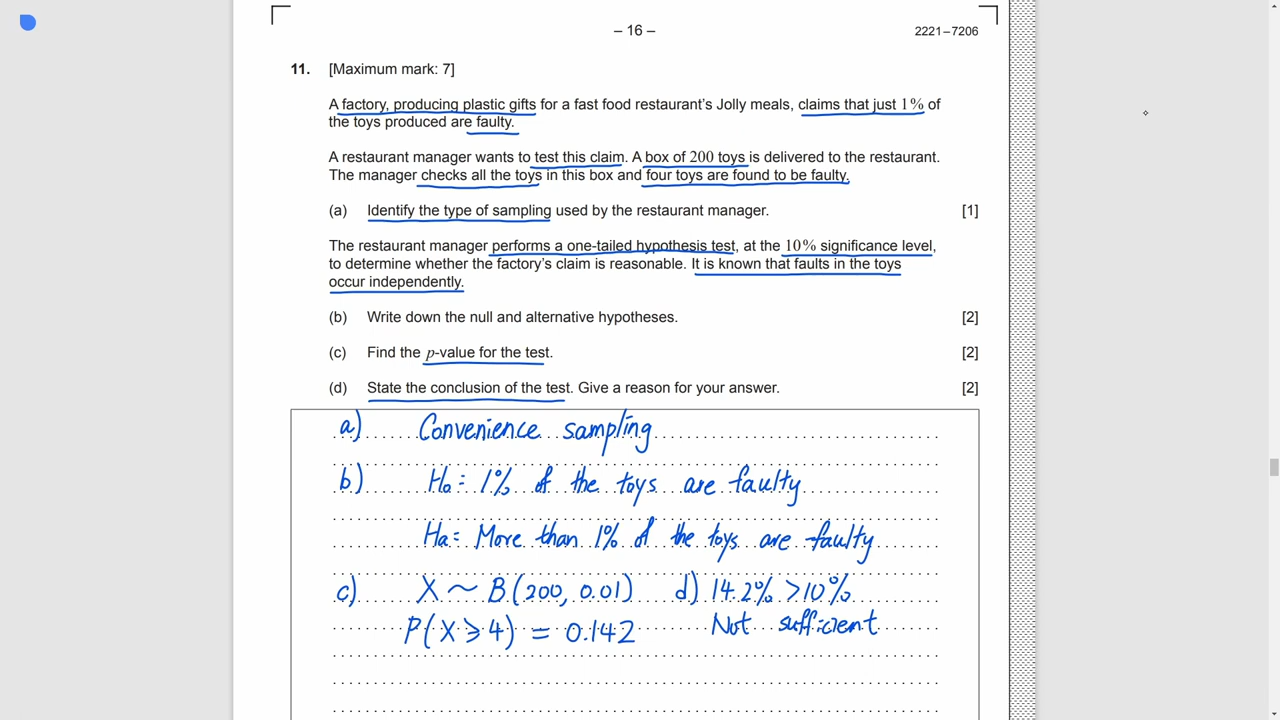 – 16 –
2221–7206
11. [Maximum mark: 7]
A factory, producing plastic gifts for a fast food restaurant's Jolly meals, claims that just 1% of
the toys produced are faulty.
A restaurant manager wants to test this claim. A box of 200 toys is delivered to the restaurant.
The manager checks all the toys in this box and four toys are found to be faulty.
(a) Identify the type of sampling used by the restaurant manager. [1]
The restaurant manager performs a one-tailed hypothesis test, at the 10% significance level,
to determine whether the factory's claim is reasonable. It is known that faults in the toys
occur independently.
(b) Write down the null and alternative hypotheses. [2]
(c) Find the p-value for the test. [2]
(d) State the conclusion of the test. Give a reason for your answer. [2]
a) Convenience sampling
b) H₀ = 1% of the toys are faulty
Ha = More than 1% of the toys are faulty
c) X ~ B(200, 0.01) d) 14.2% > 10%
P(X ≥ 4) = 0.142 Not sufficient